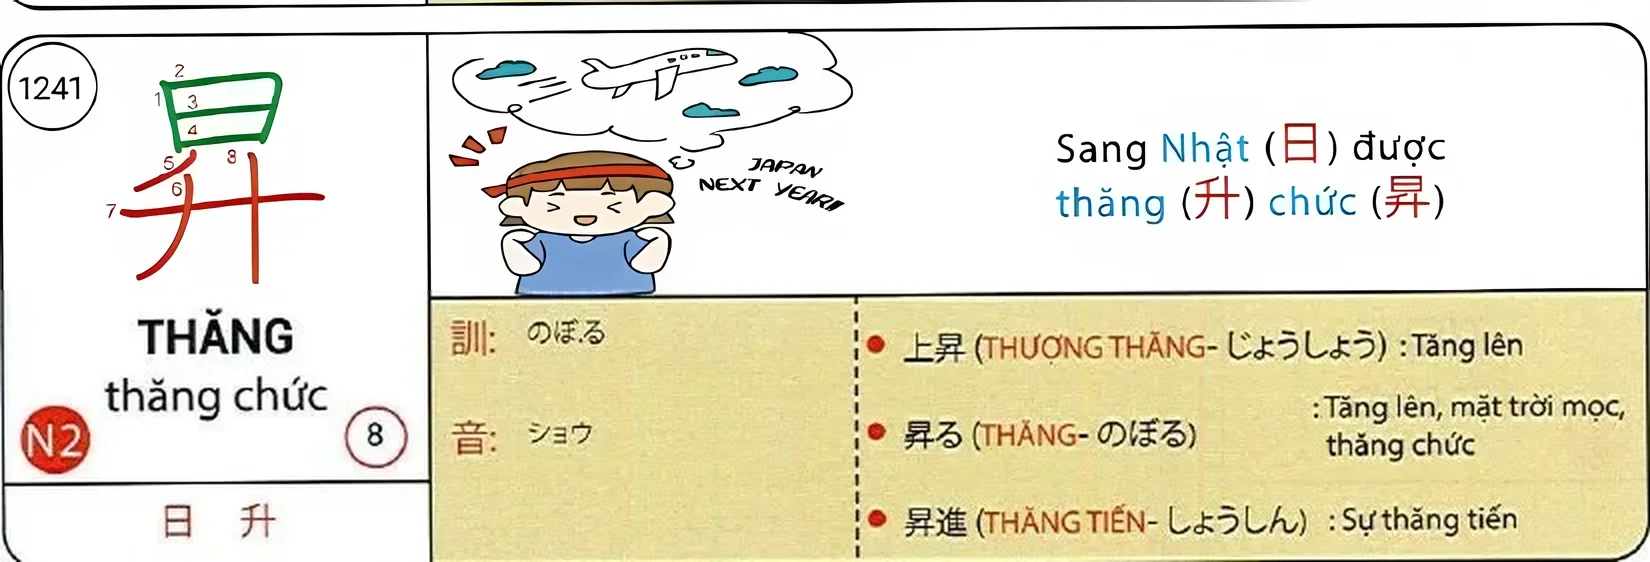 1241
1
2
3
4
5
6
7
8
THĂNG
thăng chức
N2
8
日 升
JAPAN
NEXT YEAR!!
Sang Nhật (日) được
thăng (升) chức (昇)
訓: のぼ.る
音: ショウ
上昇 (THƯỢNG THĂNG- じょうしょう) : Tăng lên
昇る (THĂNG- のぼる) : Tăng lên, mặt trời mọc,
thăng chức
昇進 (THĂNG TIẾN- しょうしん) : Sự thăng tiến